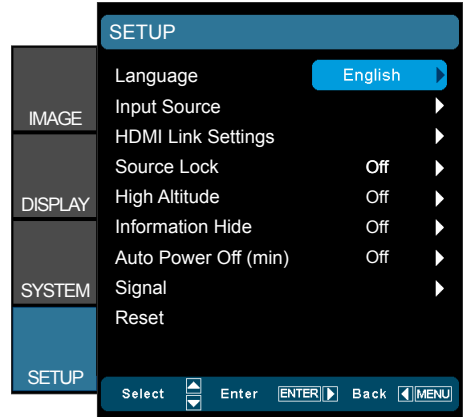 SETUP
IMAGE
DISPLAY
SYSTEM
SETUP
Language English
Input Source
HDMI Link Settings
Source Lock Off
High Altitude Off
Information Hide Off
Auto Power Off (min) Off
Signal
Reset
Select Enter ENTER Back MENU